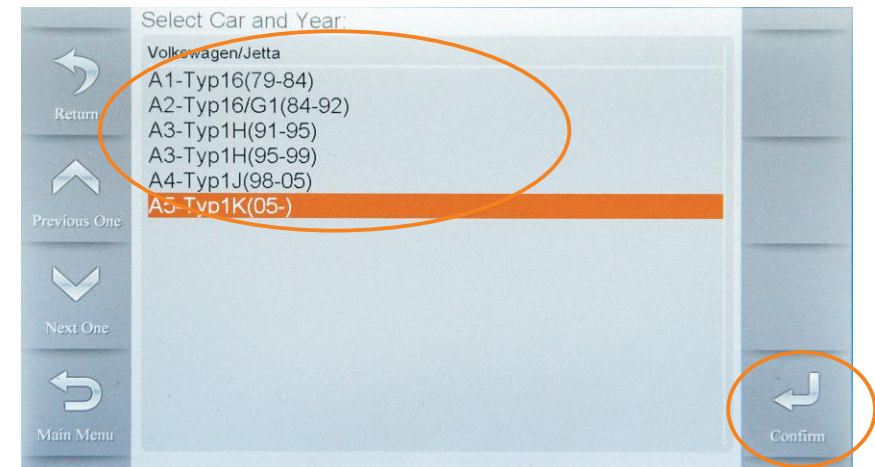 Select Car and Year:
Volkswagen/Jetta
A1-Typ16(79-84)
A2-Typ16/G1(84-92)
A3-Typ1H(91-95)
A3-Typ1H(95-99)
A4-Typ1J(98-05)
A5-Typ1K(05-)
Return
Previous One
Next One
Main Menu
Confirm